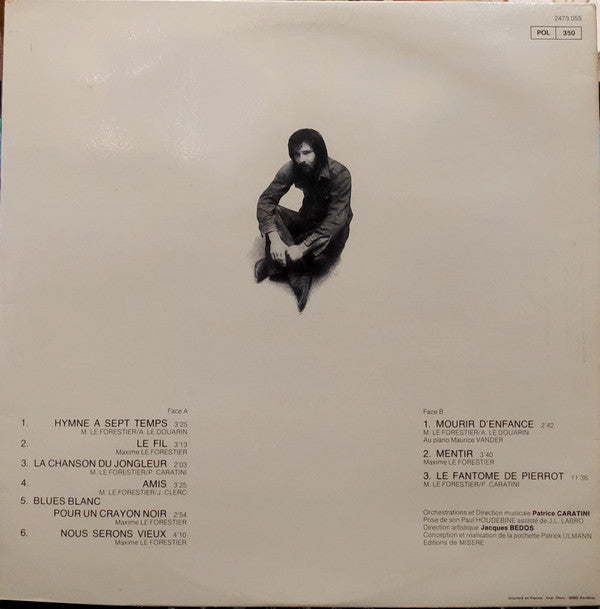 2473 055
POL 350
Face A
1. HYMNE A SEPT TEMPS 3'25
M. LE FORESTIER/A. LE DOUARIN
2. LE FIL 3'13
Maxime LE FORESTIER
3. LA CHANSON DU JONGLEUR 2'03
M. LE FORESTIER/P. CARATINI
4. AMIS 3'25
M. LE FORESTIER/J. CLERC
5. BLUES BLANC
POUR UN CRAYON NOIR 2'54
Maxime LE FORESTIER
6. NOUS SERONS VIEUX 4'10
Maxime LE FORESTIER
Face B
1. MOURIR D'ENFANCE 2'42
M. LE FORESTIER/A. LE DOUARIN
Au piano Maurice VANDER
2. MENTIR 3'40
Maxime LE FORESTIER
3. LE FANTOME DE PIERROT 11'36
M. LE FORESTIER/P. CARATINI
Orchestrations et Direction musicale Patrice CARATINI
Prise de son Paul HOUDEBINE assisté de J.L. LABRO
Direction artistique Jacques BEDOS
Conception et réalisation de la pochette Patrick ULMANN
Editions de MISERE